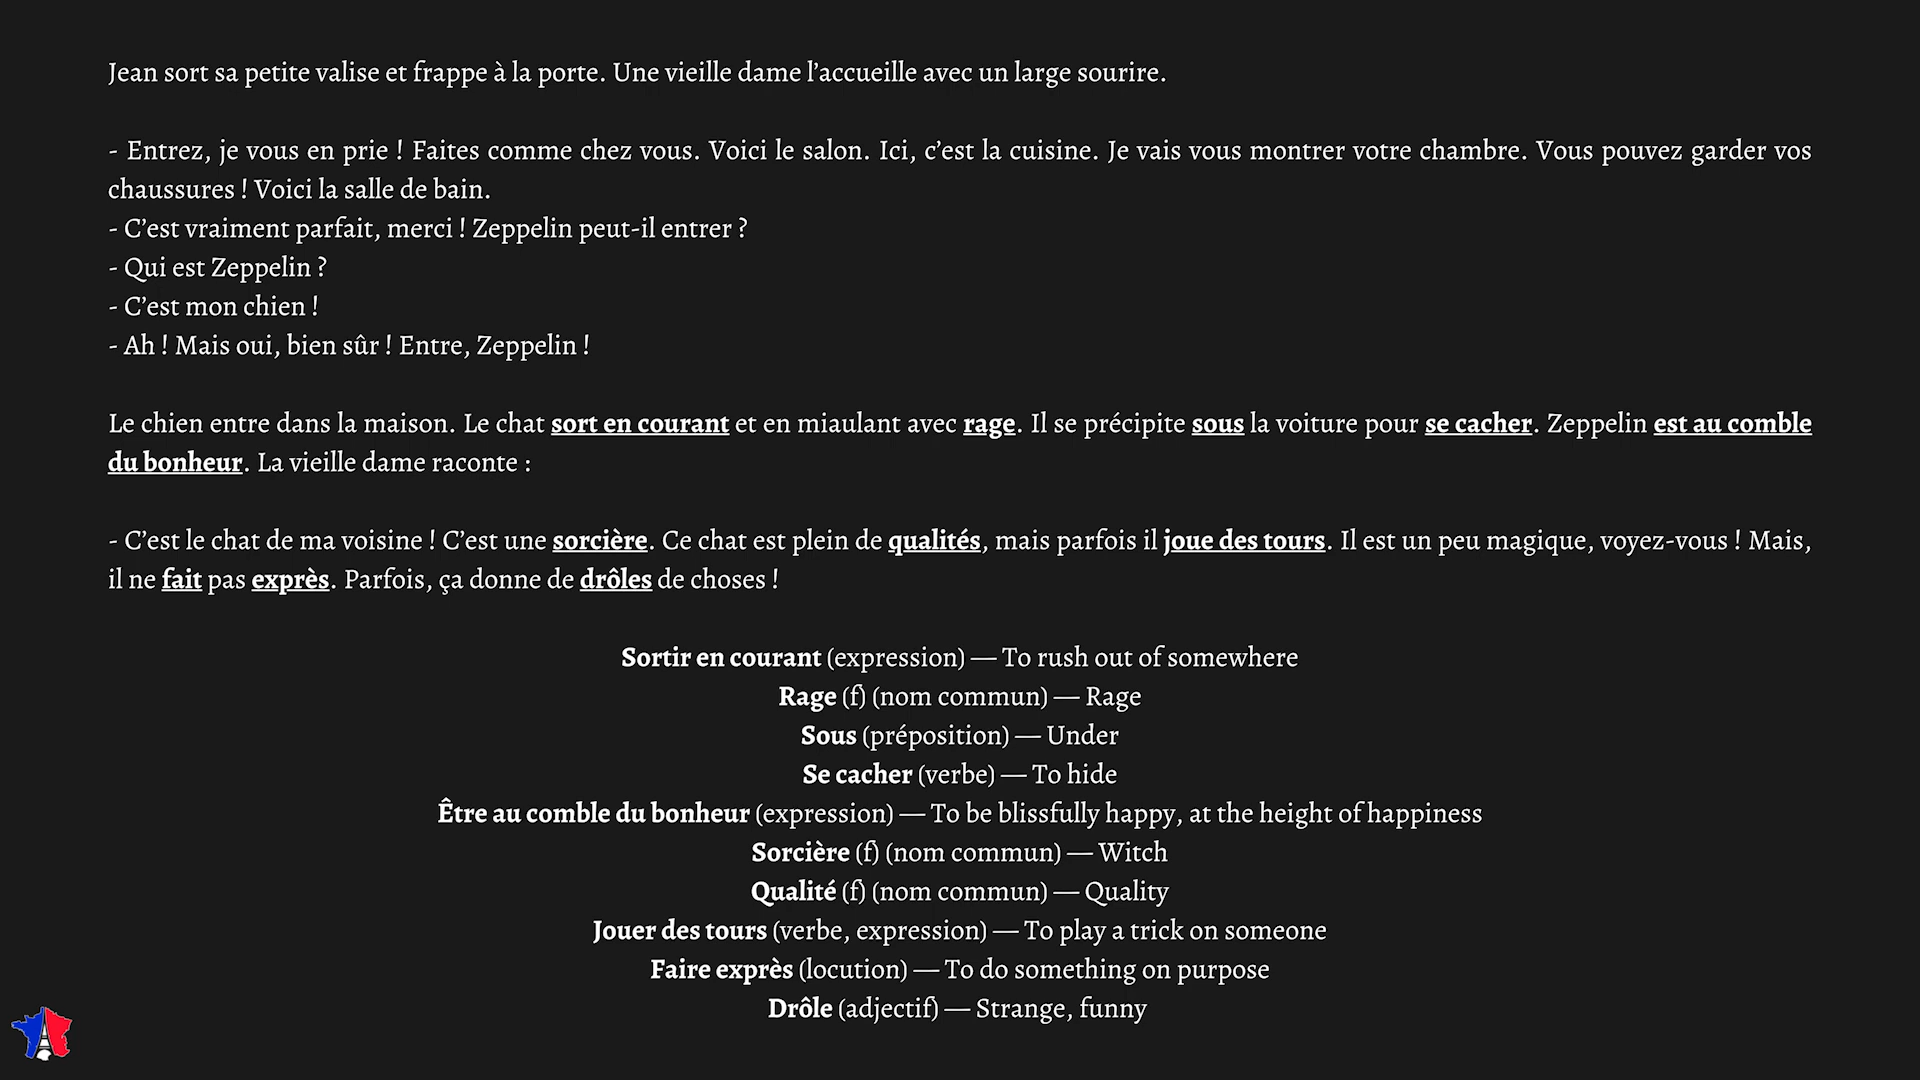 Jean sort sa petite valise et frappe à la porte. Une vieille dame l’accueille avec un large sourire.
- Entrez, je vous en prie ! Faites comme chez vous. Voici le salon. Ici, c’est la cuisine. Je vais vous montrer votre chambre. Vous pouvez garder vos
chaussures ! Voici la salle de bain.
- C’est vraiment parfait, merci ! Zeppelin peut-il entrer ?
- Qui est Zeppelin ?
- C’est mon chien !
- Ah ! Mais oui, bien sûr ! Entre, Zeppelin !
Le chien entre dans la maison. Le chat sort en courant et en miaulant avec rage. Il se précipite sous la voiture pour se cacher. Zeppelin est au comble
du bonheur. La vieille dame raconte :
- C’est le chat de ma voisine ! C’est une sorcière. Ce chat est plein de qualités, mais parfois il joue des tours. Il est un peu magique, voyez-vous ! Mais,
il ne fait pas exprès. Parfois, ça donne de drôles de choses !
Sortir en courant (expression) — To rush out of somewhere
Rage (f) (nom commun) — Rage
Sous (préposition) — Under
Se cacher (verbe) — To hide
Être au comble du bonheur (expression) — To be blissfully happy, at the height of happiness
Sorcière (f) (nom commun) — Witch
Qualité (f) (nom commun) — Quality
Jouer des tours (verbe, expression) — To play a trick on someone
Faire exprès (locution) — To do something on purpose
Drôle (adjectif) — Strange, funny